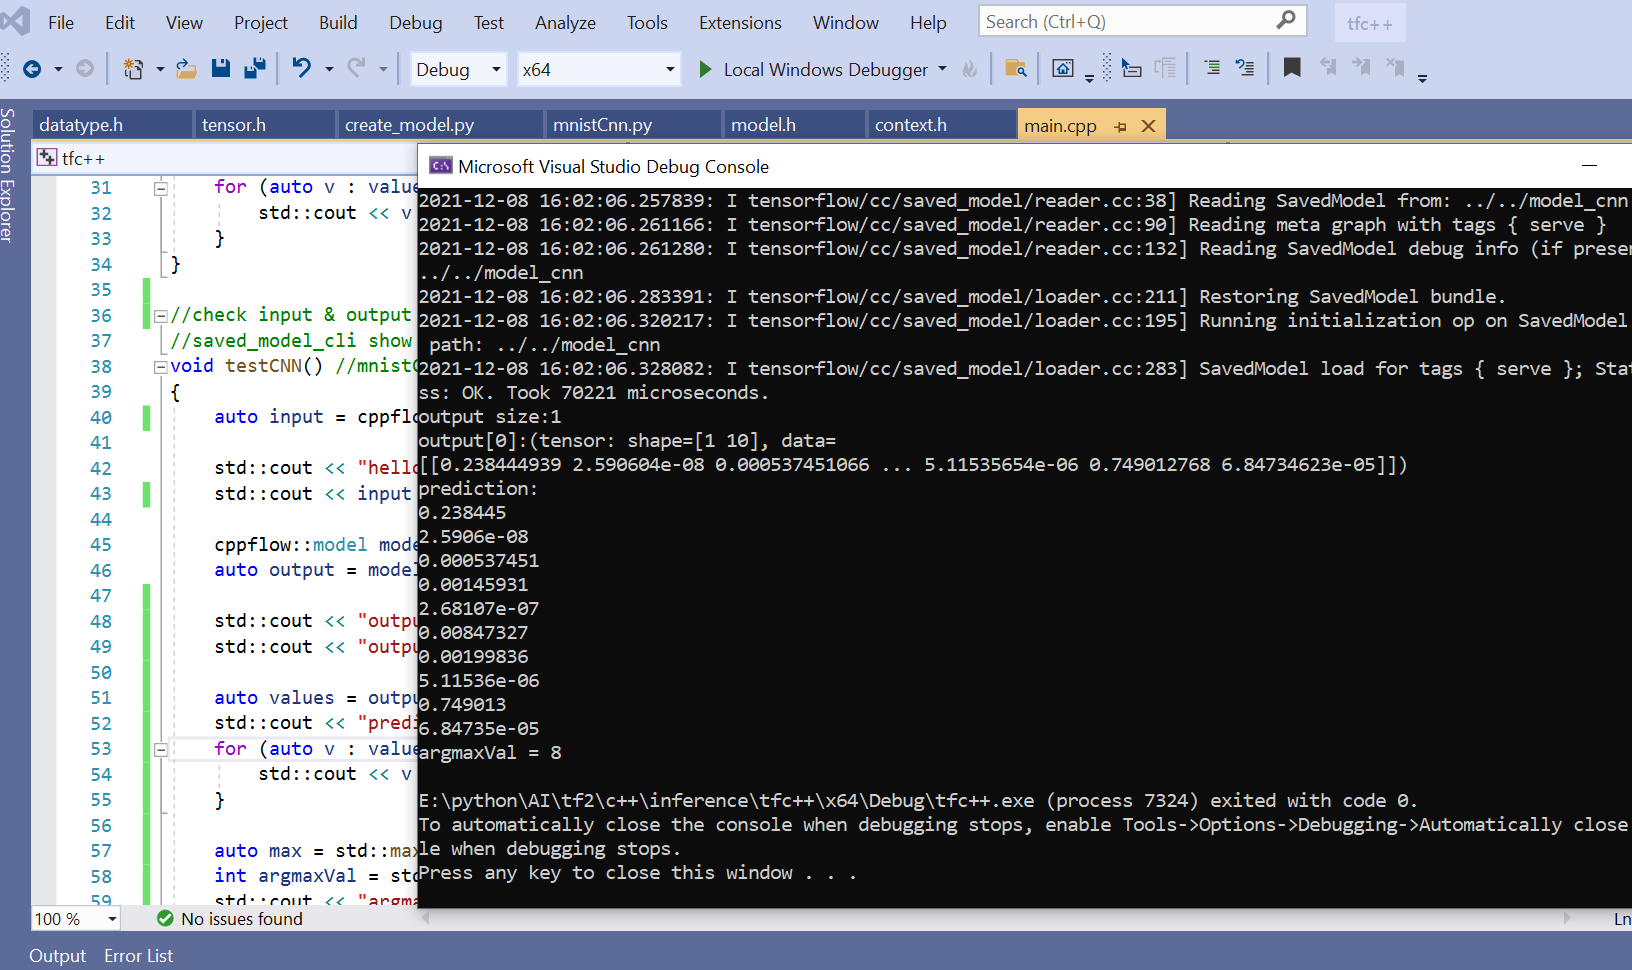 File Edit View Project Build Debug Test Analyze Tools Extensions Window Help Search (Ctrl+Q) tfc++
Debug x64 Local Windows Debugger
Solution Explorer
datatype.h tensor.h create_model.py mnistCnn.py model.h context.h main.cpp
tfc++
31 for (auto v : value
32 std::cout << v
33 }
34 }
35
36 //check input & output
37 //saved_model_cli show
38 void testCNN() //mnistC
39 {
40 auto input = cppflo
41
42 std::cout << "hello
43 std::cout << input
44
45 cppflow::model mode
46 auto output = model
47
48 std::cout << "outpu
49 std::cout << "outpu
50
51 auto values = outpu
52 std::cout << "predi
53 for (auto v : value
54 std::cout << v
55 }
56
57 auto max = std::max
58 int argmaxVal = std
59 std::cout << "argma
Microsoft Visual Studio Debug Console
2021-12-08 16:02:06.257839: I tensorflow/cc/saved_model/reader.cc:38] Reading SavedModel from: ../../model_cnn
2021-12-08 16:02:06.261166: I tensorflow/cc/saved_model/reader.cc:90] Reading meta graph with tags { serve }
2021-12-08 16:02:06.261280: I tensorflow/cc/saved_model/reader.cc:132] Reading SavedModel debug info (if presen
../../model_cnn
2021-12-08 16:02:06.283391: I tensorflow/cc/saved_model/loader.cc:211] Restoring SavedModel bundle.
2021-12-08 16:02:06.320217: I tensorflow/cc/saved_model/loader.cc:195] Running initialization op on SavedModel
path: ../../model_cnn
2021-12-08 16:02:06.328082: I tensorflow/cc/saved_model/loader.cc:283] SavedModel load for tags { serve }; Stat
ss: OK. Took 70221 microseconds.
output size:1
output[0]:(tensor: shape=[1 10], data=
[[0.238444939 2.590604e-08 0.000537451066 ... 5.11535654e-06 0.749012768 6.84734623e-05]])
prediction:
0.238445
2.5906e-08
0.000537451
0.00145931
2.68107e-07
0.00847327
0.00199836
5.11536e-06
0.749013
6.84735e-05
argmaxVal = 8
E:\python\AI\tf2\c++\inference\tfc++\x64\Debug\tfc++.exe (process 7324) exited with code 0.
To automatically close the console when debugging stops, enable Tools->Options->Debugging->Automatically close
le when debugging stops.
Press any key to close this window . . .
100 % No issues found Ln
Output Error List